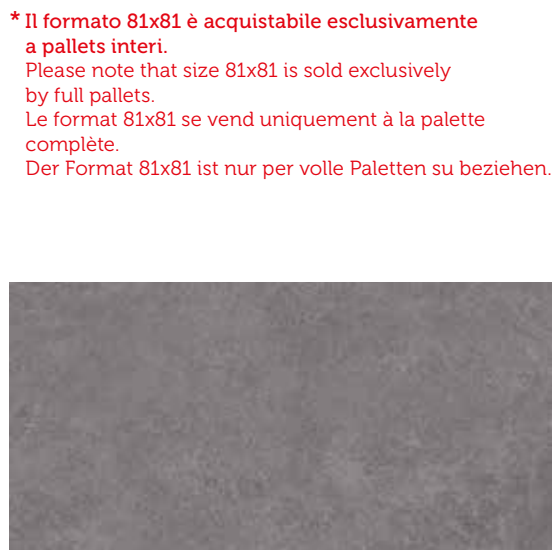 * Il formato 81x81 è acquistabile esclusivamente
a pallets interi.
Please note that size 81x81 is sold exclusively
by full pallets.
Le format 81x81 se vend uniquement à la palette
complète.
Der Format 81x81 ist nur per volle Paletten su beziehen.